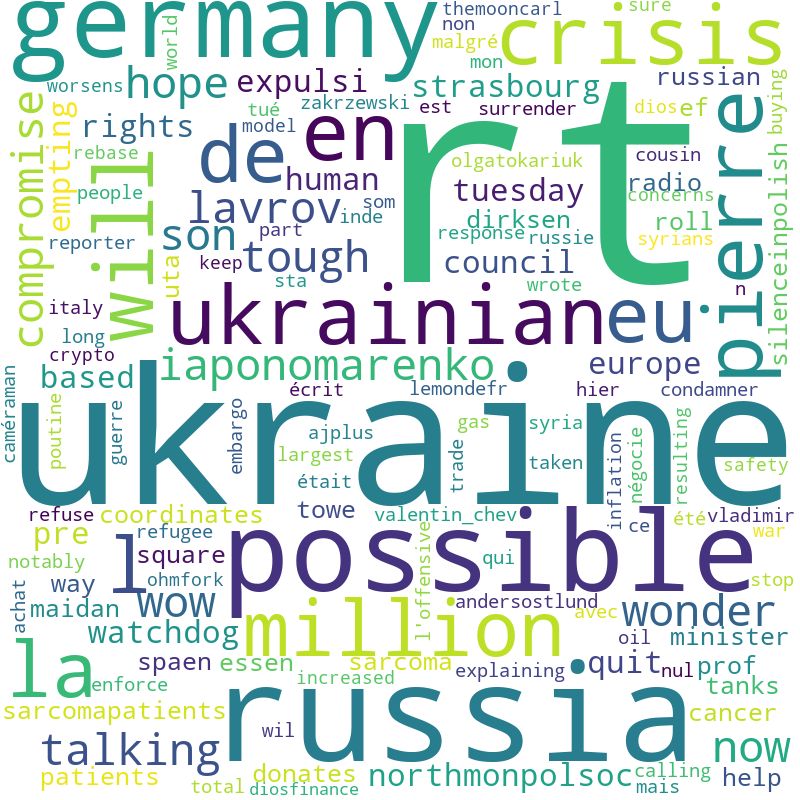 germany
themooncarl
non
malgré
mon
sure
crisis
world
worsens
hope
expulsi
strasbourg
russian
zakrzewski
tué
est
surrender
dios
ef
buying
compromise
empting
rights
rebase
people
reporter
will
de
model
en
human
rt
olgatokariuk
cousin
radio
concerns
pierre
silenceinpolish
lavrov
inde
som
tuesday
dirksen
roll
son
part
response
russie
syrians
uta
keep
tough
sta
council
wrote
n
italy
long
crypto
ukrainian
eu
based
iaponomarenko
europe
caméraman
poutine
guerre
embargo
écrit
lemondefr
hier
condamner
ukraine
ajplus
largest
était
trade
gas
syria
taken
inflation
négocie
resulting
safety
refuse
coordinates
towe
valentin_chev
ce
été
vladimir
pre
refugee
war
notably
l
square
possible
l'offensive
qui
stop
achat
way
ohmfork
maidan
wow
million
andersostlund
avec
wonder
watchdog
oil
minister
la
spaen
essen
sarcoma
explaining
quit
nul
prof
enforce
increased
tanks
sarcomapatients
russia
cancer
wil
talking
now
patients
donates
northmonpolsoc
calling
help
total
diosfinance
mais